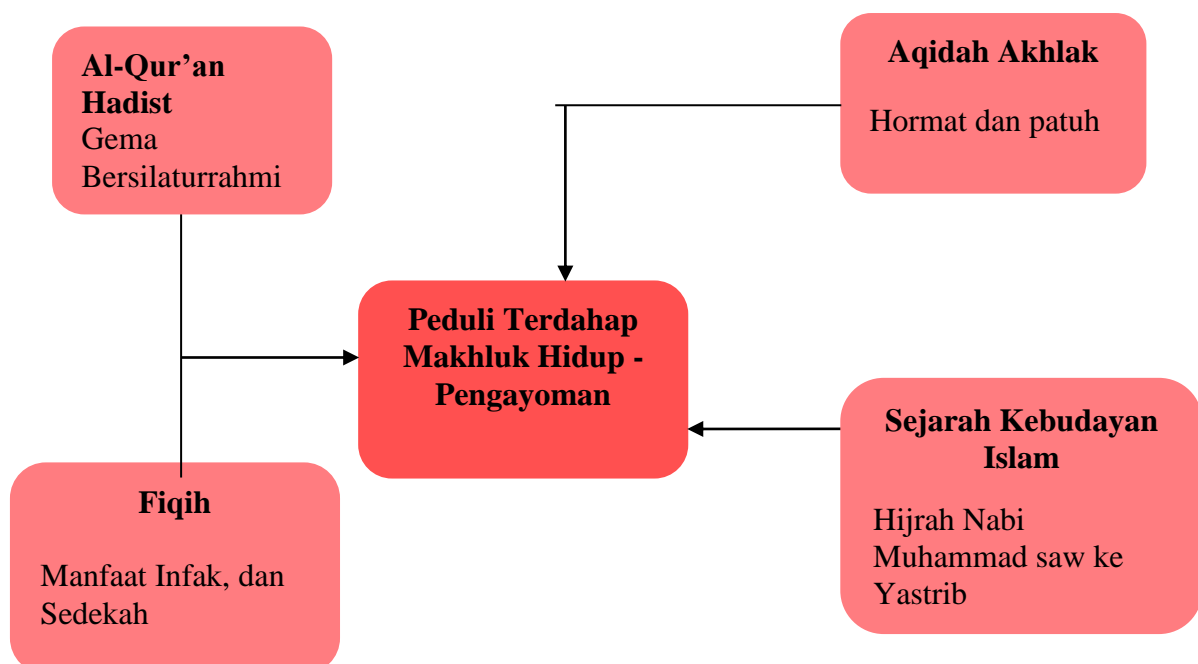 Al-Qur’an
Hadist
Gema
Bersilaturrahmi
Aqidah Akhlak
Hormat dan patuh
Peduli Terdahap
Makhluk Hidup -
Pengayoman
Sejarah Kebudayan
Islam
Hijrah Nabi
Muhammad saw ke
Yastrib
Fiqih
Manfaat Infak, dan
Sedekah